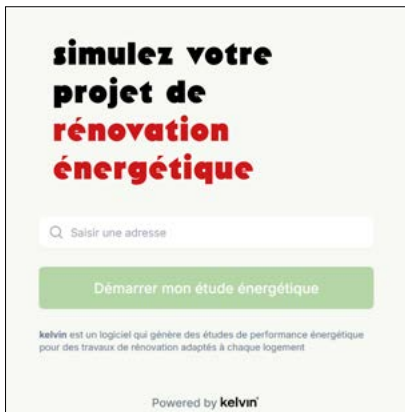 simulez votre
projet de
rénovation
énergétique
Saisir une adresse
Démarrer mon étude énergétique
kelvin est un logiciel qui génère des études de performance énergétique
pour des travaux de rénovation adaptés à chaque logement
Powered by kelvin